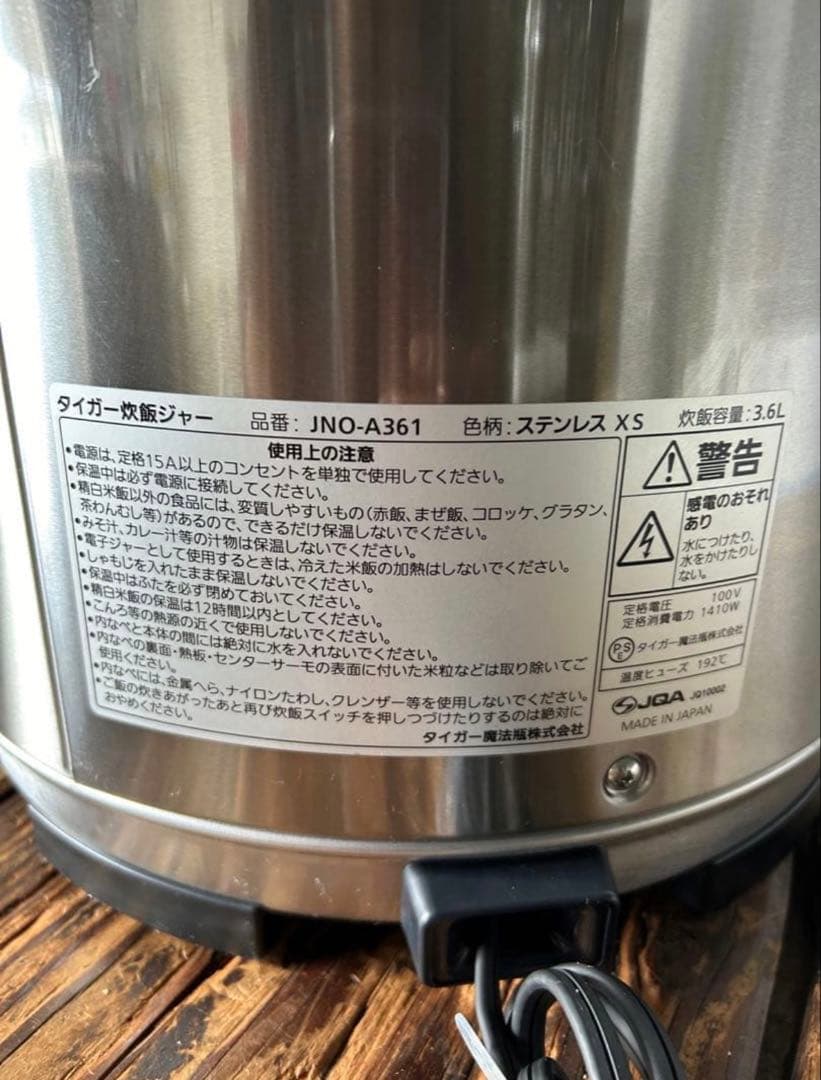 タイガー炊飯ジャー 品番: JNO-A361 色柄:ステンレス XS 炊飯容量:3.6L
使用上の注意
•電源は、定格15A以上のコンセントを単独で使用してください。
•保温中は必ず電源に接続してください。
•精白米飯以外の食品には、変質しやすいもの(赤飯、まぜ飯、コロッケ、グラタン、
茶わんむし等)があるので、できるだけ保温しないでください。
•みそ汁、カレー汁等の汁物は保温しないでください。
•電子ジャーとして使用するときは、冷えた米飯の加熱はしないでください。
•しゃもじを入れたまま保温しないでください。
•保温中はふたを必ず閉めておいてください。
•精白米飯の保温は12時間以内としてください。
•こんろ等の熱源の近くで使用しないでください。
•内なべと本体の間には絶対に水を入れないでください。
•内なべの裏面・熱板・センターサーモの表面に付いた米粒などは取り除いてご
使用ください。
•内なべには、金属へら、ナイロンたわし、クレンザー等を使用しないでください。
•ご飯の炊きあがったあと再び炊飯スイッチを押しつづけたりするのは絶対に
おやめください。
タイガー魔法瓶株式会社
警告
感電のおそれ
あり
水につけたり、
水をかけたりし
ない。
定格電圧 100V
定格消費電力 1410W
PSE タイガー魔法瓶株式会社
温度ヒューズ 192℃
JQA JQ10002
MADE IN JAPAN